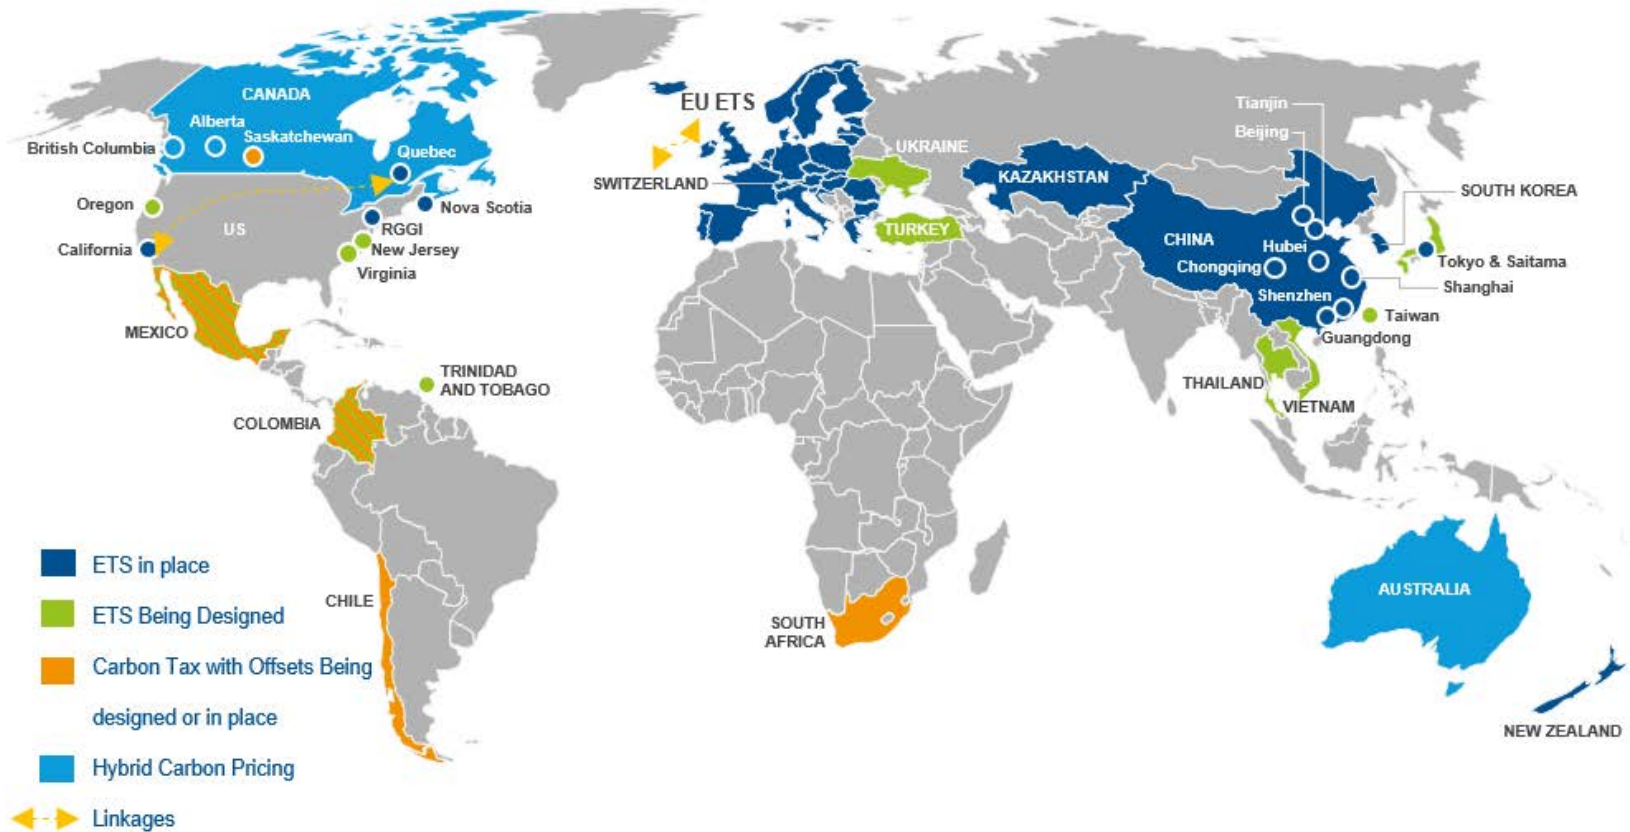 CANADA
Alberta
Saskatchewan
British Columbia
Quebec
Oregon
Nova Scotia
US
RGGI
California
New Jersey
Virginia
MEXICO
TRINIDAD
AND TOBAGO
COLOMBIA
CHILE
EU ETS
UKRAINE
SWITZERLAND
TURKEY
KAZAKHSTAN
Tianjin
Beijing
SOUTH KOREA
CHINA
Hubei
Chongqing
Tokyo & Saitama
Shanghai
Shenzhen
Taiwan
Guangdong
THAILAND
VIETNAM
SOUTH
AFRICA
AUSTRALIA
NEW ZEALAND
ETS in place
ETS Being Designed
Carbon Tax with Offsets Being
designed or in place
Hybrid Carbon Pricing
Linkages